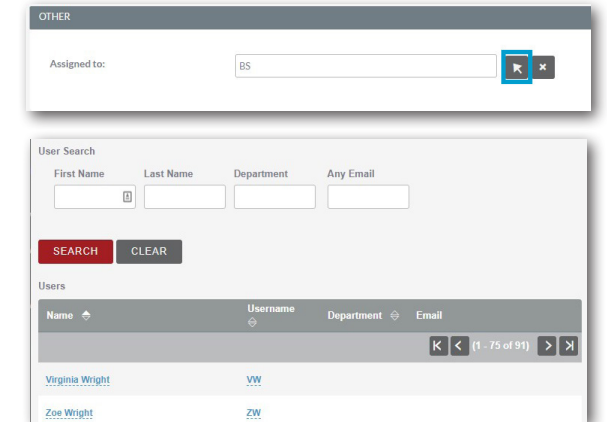 OTHER
Assigned to: BS
User Search
First Name Last Name Department Any Email
SEARCH CLEAR
Users
Name Username Department Email
(1 - 75 of 91)
Virginia Wright VW
Zoe Wright ZW